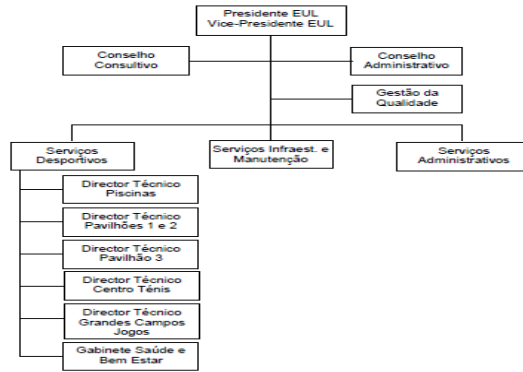 Presidente EUL
Vice-Presidente EUL
Conselho
Consultivo
Conselho
Administrativo
Gestão da
Qualidade
Serviços
Desportivos
Serviços Infraest. e
Manutenção
Serviços
Administrativos
Director Técnico
Piscinas
Director Técnico
Pavilhões 1 e 2
Director Técnico
Pavilhão 3
Director Técnico
Centro Ténis
Director Técnico
Grandes Campos
Jogos
Gabinete Saúde e
Bem Estar